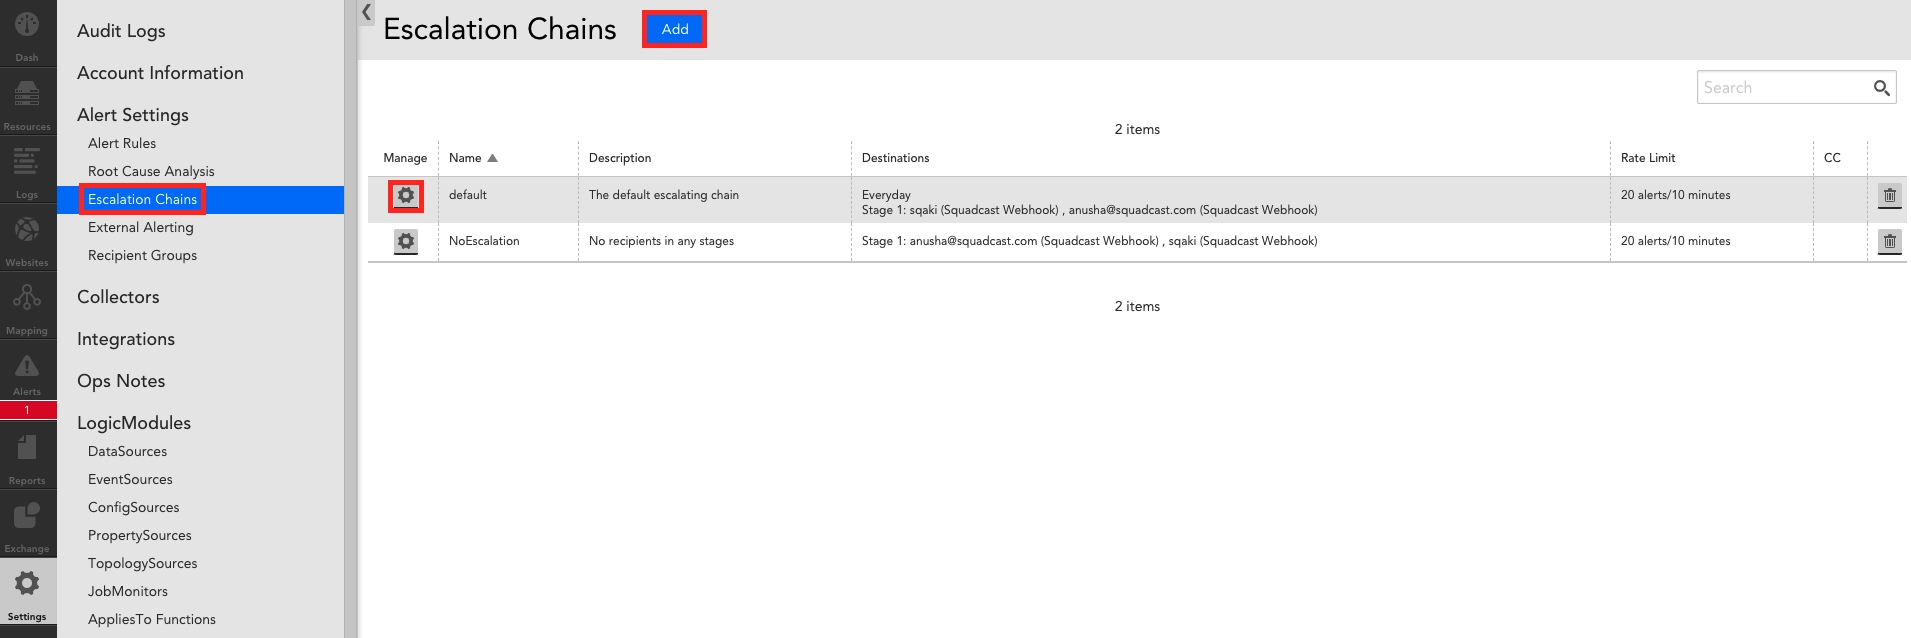 Dash
Resources
Logs
Websites
Mapping
Alerts
1
Reports
Exchange
Settings
Audit Logs
Account Information
Alert Settings
Alert Rules
Root Cause Analysis
Escalation Chains
External Alerting
Recipient Groups
Collectors
Integrations
Ops Notes
LogicModules
DataSources
EventSources
ConfigSources
PropertySources
TopologySources
JobMonitors
AppliesTo Functions
Escalation Chains Add
Search
2 items
Manage Name Description Destinations Rate Limit CC
default The default escalating chain Everyday 20 alerts/10 minutes
Stage 1: sqaki (Squadcast Webhook) , anusha@squadcast.com (Squadcast Webhook)
NoEscalation No recipients in any stages Stage 1: anusha@squadcast.com (Squadcast Webhook) , sqaki (Squadcast Webhook) 20 alerts/10 minutes
2 items